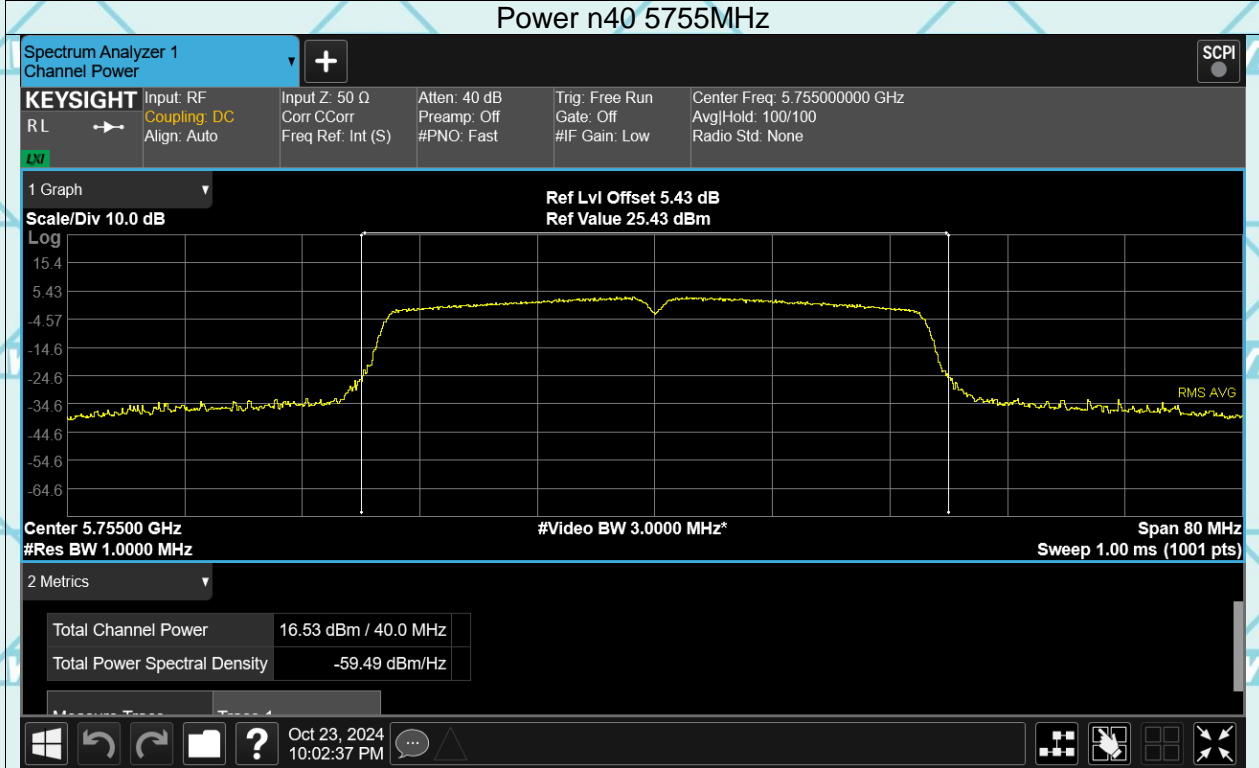 Power n40 5755MHz
Spectrum Analyzer 1
Channel Power
SCPI
KEYSIGHT
R L
LXI
Input: RF
Coupling: DC
Align: Auto
Input Z: 50 Ω
Corr CCorr
Freq Ref: Int (S)
Atten: 40 dB
Preamp: Off
#PNO: Fast
Trig: Free Run
Gate: Off
#IF Gain: Low
Center Freq: 5.755000000 GHz
Avg|Hold: 100/100
Radio Std: None
1 Graph
Scale/Div 10.0 dB
Ref Lvl Offset 5.43 dB
Ref Value 25.43 dBm
Log
15.4
5.43
-4.57
-14.6
-24.6
-34.6
-44.6
-54.6
-64.6
RMS AVG
Center 5.75500 GHz
#Res BW 1.0000 MHz
#Video BW 3.0000 MHz*
Span 80 MHz
Sweep 1.00 ms (1001 pts)
2 Metrics
Total Channel Power 16.53 dBm / 40.0 MHz
Total Power Spectral Density -59.49 dBm/Hz
Oct 23, 2024
10:02:37 PM